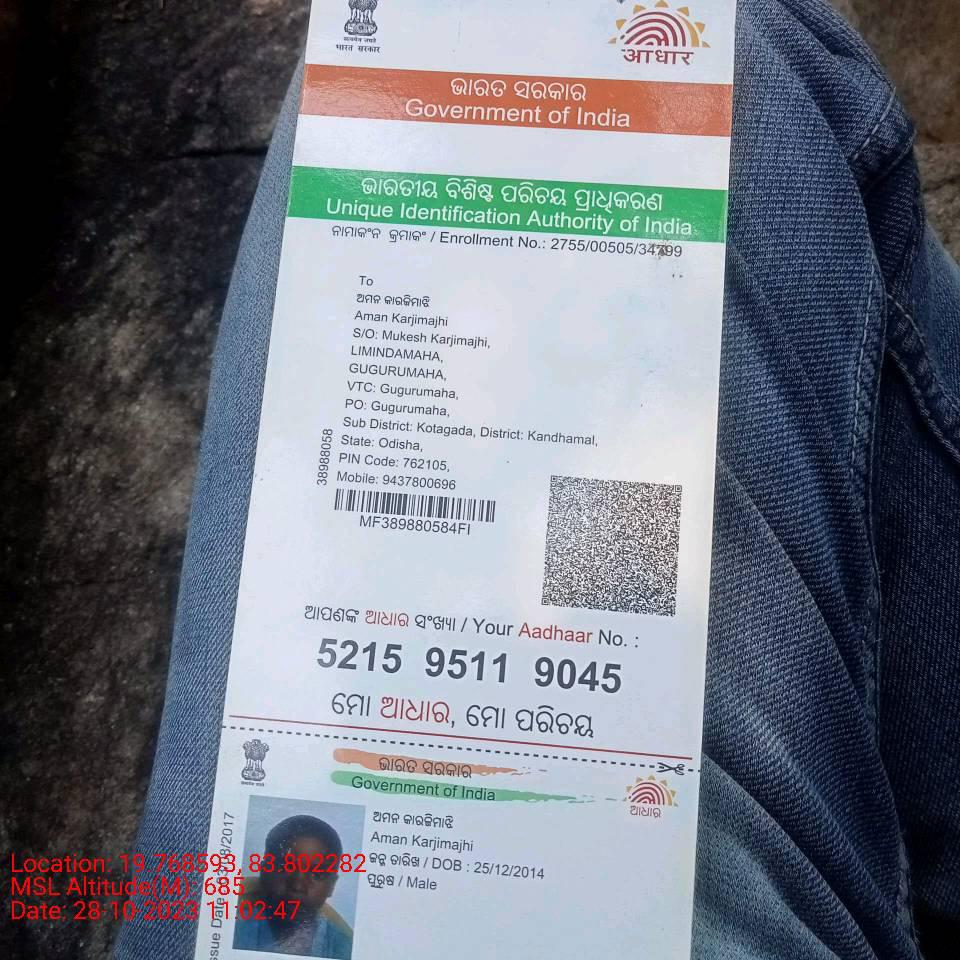 भारत सरकार
आधार
ଭାରତ ସରକାର
Government of India
ଭାରତୀୟ ବିଶିଷ୍ଟ ପରିଚୟ ପ୍ରାଧିକରଣ
Unique Identification Authority of India
ନାମାକଂନ କ୍ରମାକଂ / Enrollment No.: 2755/00505/34799
To
ଅମନ କାରଜିମାଝି
Aman Karjimajhi
S/O: Mukesh Karjimajhi,
LIMINDAMAHA,
GUGURUMAHA,
VTC: Gugurumaha,
PO: Gugurumaha,
Sub District: Kotagada, District: Kandhamal,
State: Odisha,
PIN Code: 762105,
Mobile: 9437800696
38988058
MF389880584FI
ଆପଣଙ୍କ ଆଧାର ସଂଖ୍ୟା / Your Aadhaar No. :
5215 9511 9045
ମୋ ଆଧାର, ମୋ ପରିଚୟ
ଭାରତ ସରକାର
Government of India
ଆଧାର
ଅମନ କାରଜିମାଝି
Aman Karjimajhi
ଜନ୍ମ ତାରିଖ / DOB : 25/12/2014
ପୁରୁଷ / Male
Location: 19.768593, 83.802282
MSL Altitude(M): 685
Date: 28-10-2023 11:02:47